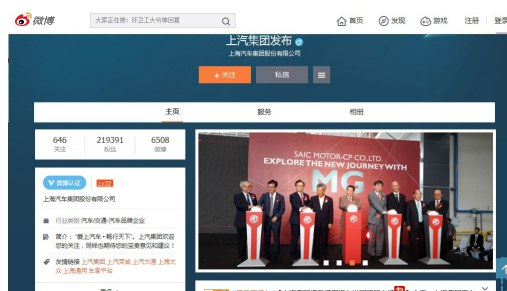 微博
大家正在搜：环卫工大爷神回复
首页
发现
游戏
注册
登录
上汽集团发布
上海汽车集团股份有限公司
+ 关注
私信
主页
服务
相册
646
关注
219391
粉丝
6508
微博
V 微博认证
Lv.22
上海汽车集团股份有限公司
行业类别 汽车/交通-汽车品牌企业
简介： “爱上汽车·畅行天下”。上汽集团欢迎
您的关注，同样也期待您的宝贵意见和建议！
友情链接 上汽集团 上汽荣威 上汽大通 上海大
众 上海通用 车享平台
SAIC MOTOR-CP CO.,LTD.
EXPLORE THE NEW JOURNEY WITH
MG